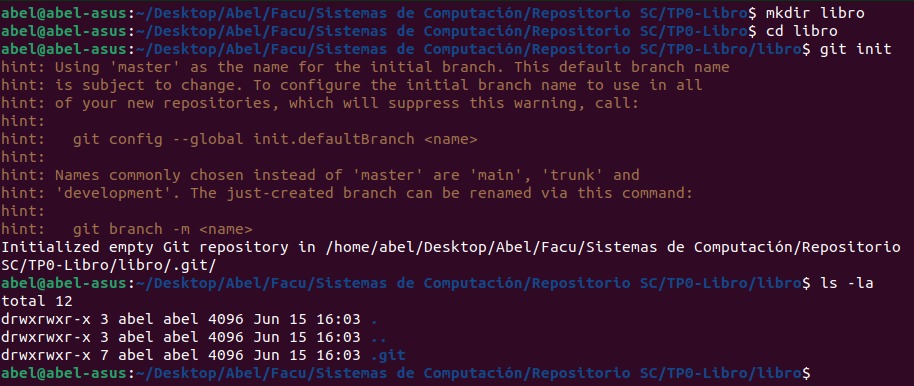 abel@abel-asus:~/Desktop/Abel/Facu/Sistemas de Computación/Repositorio SC/TP0-Libro$ mkdir libro
abel@abel-asus:~/Desktop/Abel/Facu/Sistemas de Computación/Repositorio SC/TP0-Libro$ cd libro
abel@abel-asus:~/Desktop/Abel/Facu/Sistemas de Computación/Repositorio SC/TP0-Libro/libro$ git init
hint: Using 'master' as the name for the initial branch. This default branch name
hint: is subject to change. To configure the initial branch name to use in all
hint: of your new repositories, which will suppress this warning, call:
hint:
hint:   git config --global init.defaultBranch <name>
hint:
hint: Names commonly chosen instead of 'master' are 'main', 'trunk' and
hint: 'development'. The just-created branch can be renamed via this command:
hint:
hint:   git branch -m <name>
Initialized empty Git repository in /home/abel/Desktop/Abel/Facu/Sistemas de Computación/Repositorio
SC/TP0-Libro/libro/.git/
abel@abel-asus:~/Desktop/Abel/Facu/Sistemas de Computación/Repositorio SC/TP0-Libro/libro$ ls -la
total 12
drwxrwxr-x 3 abel abel 4096 Jun 15 16:03 .
drwxrwxr-x 3 abel abel 4096 Jun 15 16:03 ..
drwxrwxr-x 7 abel abel 4096 Jun 15 16:03 .git
abel@abel-asus:~/Desktop/Abel/Facu/Sistemas de Computación/Repositorio SC/TP0-Libro/libro$